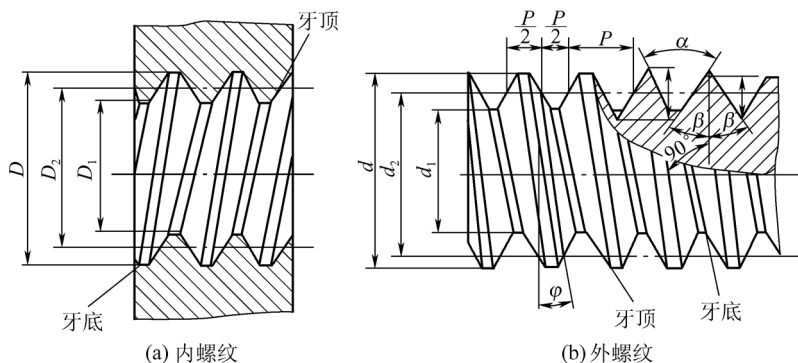 牙顶
D
D₂
D₁
牙底
(a) 内螺纹
P/2
P/2
P
α
d
d₂
d₁
β
β
90°
φ
牙顶
牙底
(b) 外螺纹